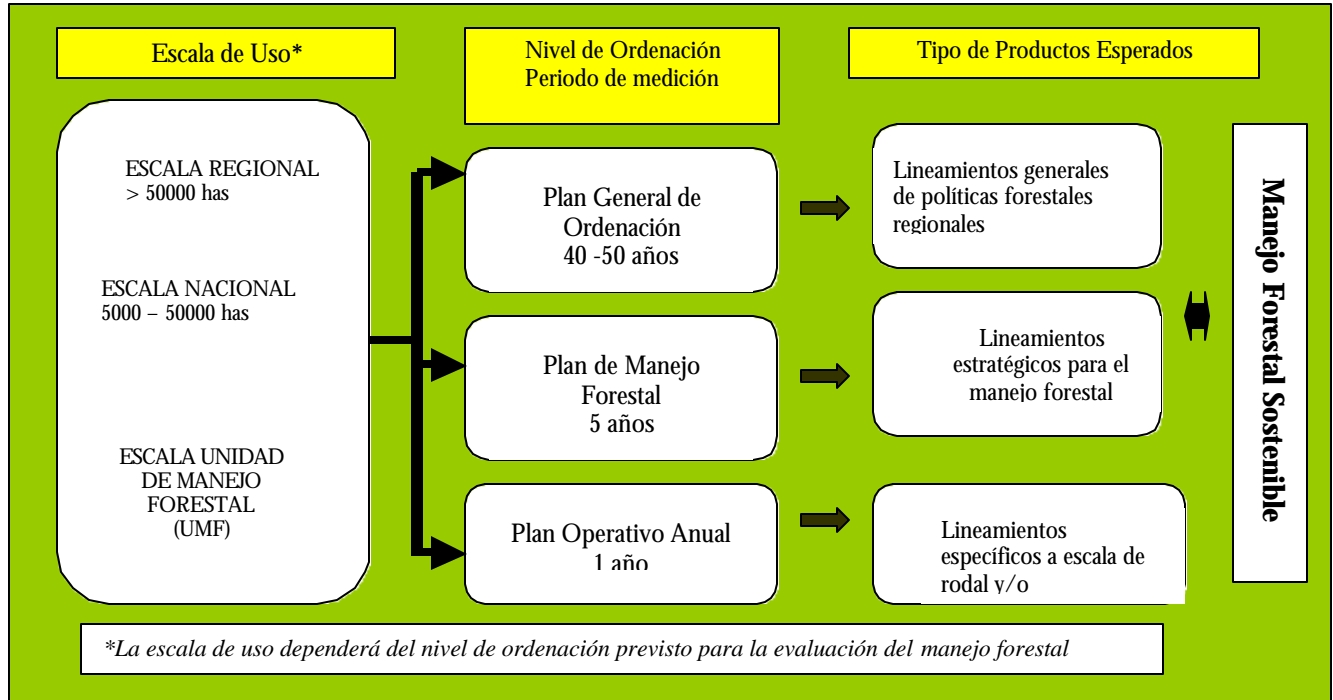 Escala de Uso*
Nivel de Ordenación
Periodo de medición
Tipo de Productos Esperados
ESCALA REGIONAL
> 50000 has
ESCALA NACIONAL
5000 – 50000 has
ESCALA UNIDAD
DE MANEJO
FORESTAL
(UMF)
Plan General de
Ordenación
40 -50 años
Plan de Manejo
Forestal
5 años
Plan Operativo Anual
1 año
Lineamientos generales
de políticas forestales
regionales
Lineamientos
estratégicos para el
manejo forestal
Lineamientos
específicos a escala de
rodal y/o
Manejo Forestal Sostenible
*La escala de uso dependerá del nivel de ordenación previsto para la evaluación del manejo forestal